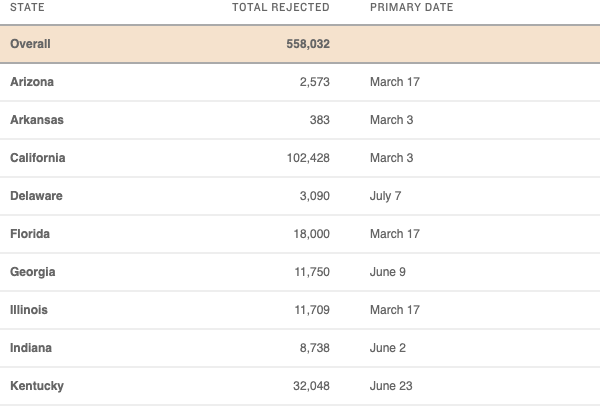 STATE TOTAL REJECTED PRIMARY DATE
Overall 558,032
Arizona 2,573 March 17
Arkansas 383 March 3
California 102,428 March 3
Delaware 3,090 July 7
Florida 18,000 March 17
Georgia 11,750 June 9
Illinois 11,709 March 17
Indiana 8,738 June 2
Kentucky 32,048 June 23